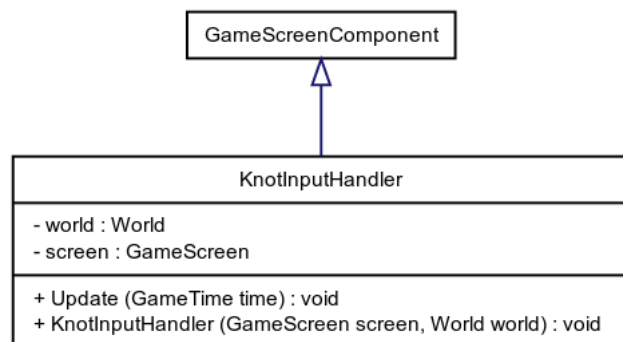 GameScreenComponent
KnotInputHandler
- world : World
- screen : GameScreen
+ Update (GameTime time) : void
+ KnotInputHandler (GameScreen screen, World world) : void